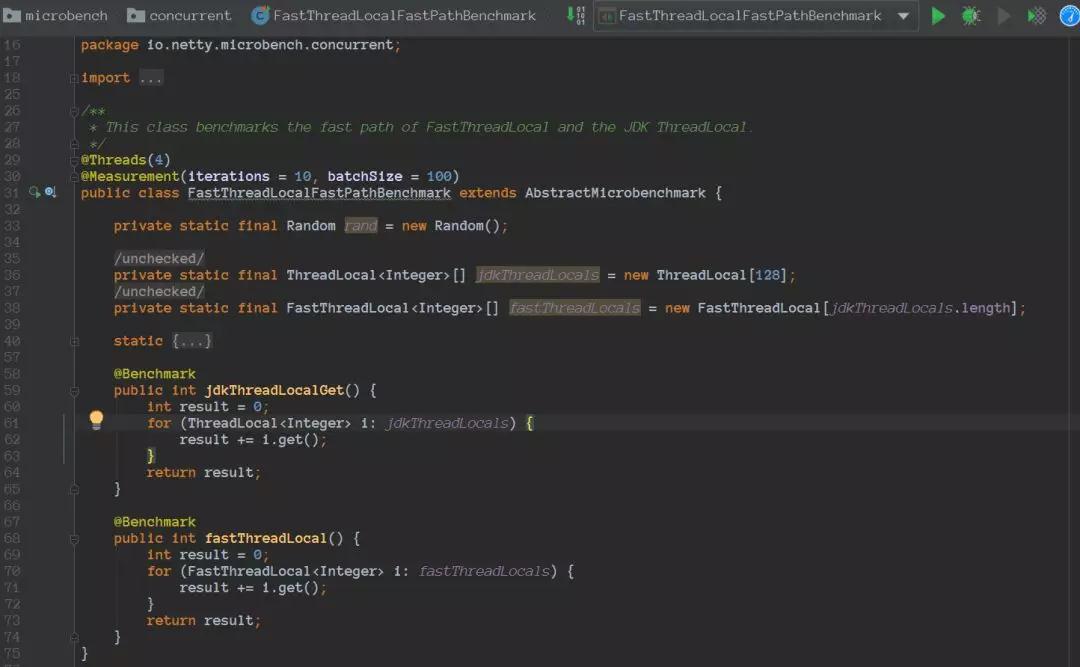 microbench concurrent FastThreadLocalFastPathBenchmark FastThreadLocalFastPathBenchmark
16 package io.netty.microbench.concurrent;
17
18 import ...
25
26 /**
27 * This class benchmarks the fast path of FastThreadLocal and the JDK ThreadLocal.
28 */
29 @Threads(4)
30 @Measurement(iterations = 10, batchSize = 100)
31 public class FastThreadLocalFastPathBenchmark extends AbstractMicrobenchmark {
32
33 private static final Random rand = new Random();
34
35 /unchecked/
36 private static final ThreadLocal<Integer>[] jdkThreadLocals = new ThreadLocal[128];
37 /unchecked/
38 private static final FastThreadLocal<Integer>[] fastThreadLocals = new FastThreadLocal[jdkThreadLocals.length];
39
40 static {...}
57
58 @Benchmark
59 public int jdkThreadLocalGet() {
60 int result = 0;
61 for (ThreadLocal<Integer> i: jdkThreadLocals) {
62 result += i.get();
63 }
64 return result;
65 }
66
67 @Benchmark
68 public int fastThreadLocal() {
69 int result = 0;
70 for (FastThreadLocal<Integer> i: fastThreadLocals) {
71 result += i.get();
72 }
73 return result;
74 }
75 }